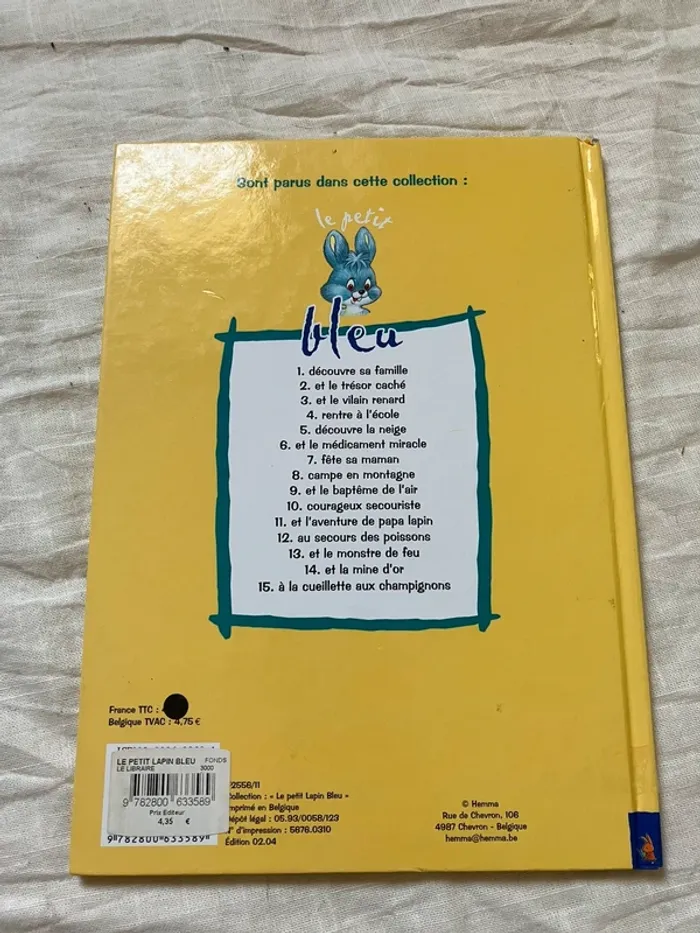 Sont parus dans cette collection :
le petit
bleu
1. découvre sa famille
2. et le trésor caché
3. et le vilain renard
4. rentre à l'école
5. découvre la neige
6. et le médicament miracle
7. fête sa maman
8. campe en montagne
9. et le baptême de l'air
10. courageux secouriste
11. et l'aventure de papa lapin
12. au secours des poissons
13. et le monstre de feu
14. et la mine d'or
15. à la cueillette aux champignons
France TTC :
Belgique TVAC : 4,75 €
LE PETIT LAPIN BLEU FONDS
LE LIBRAIRE 3000
9 782800 633589
Prix Editeur
4,35 €
9 782800 633589
2556/11
Collection : « Le petit Lapin Bleu »
Imprimé en Belgique
Dépôt légal : 05.93/0058/123
N° d'impression : 5676.0310
Édition 02.04
© Hemma
Rue de Chevron, 106
4987 Chevron - Belgique
hemma@hemma.be